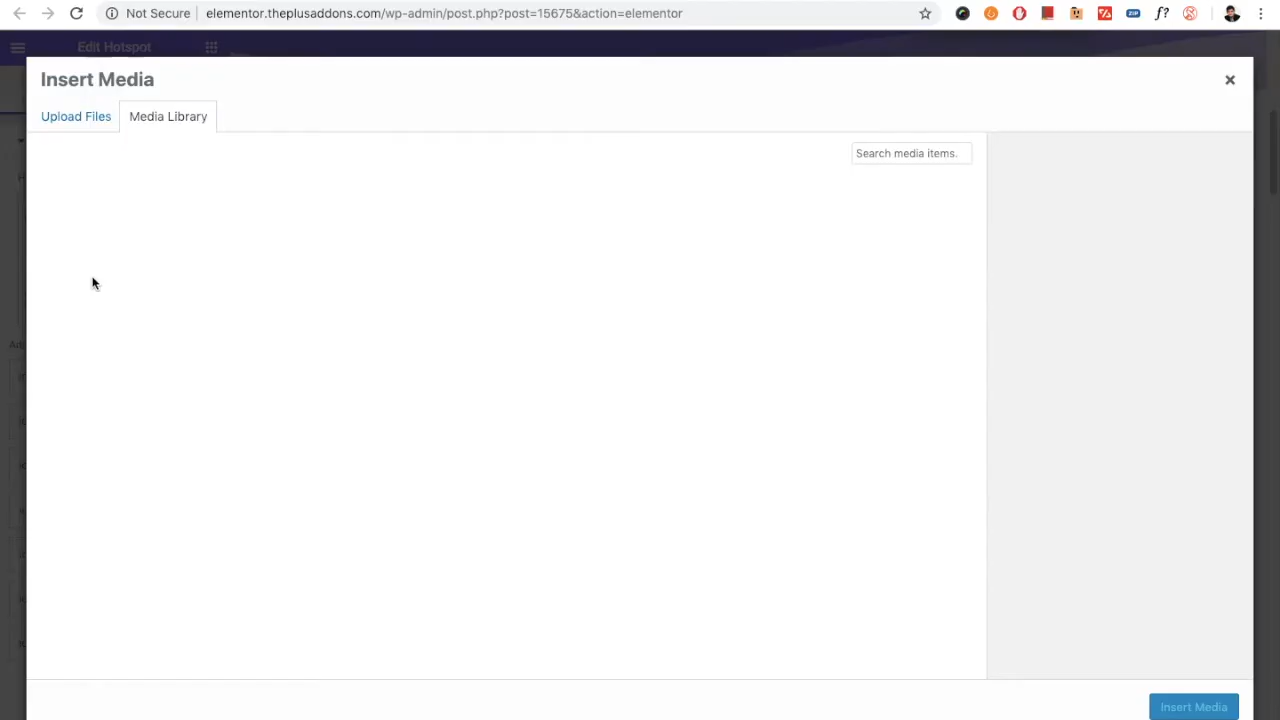 Not Secure
elementor.theplusaddons.com/wp-admin/post.php?post=15675&action=elementor
ZIP
f?
Edit Hotspot
Insert Media
Upload Files
Media Library
Search media items.
Insert Media